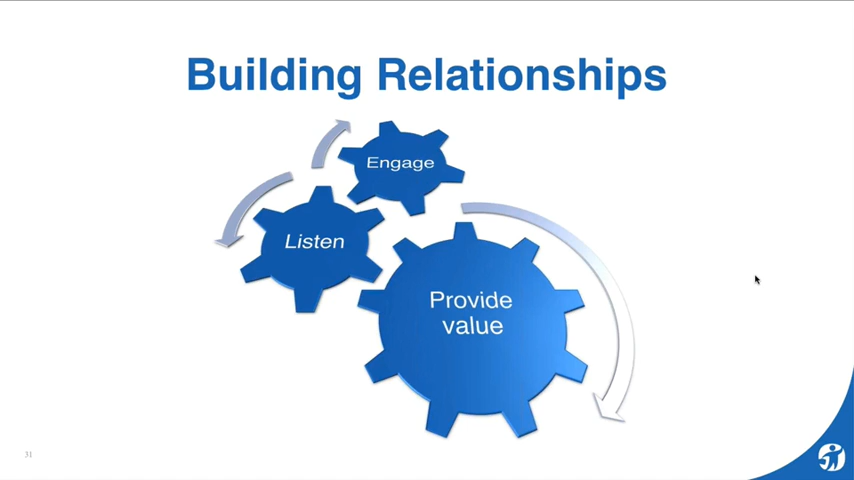 Building Relationships
Engage
Listen
Provide
value
31